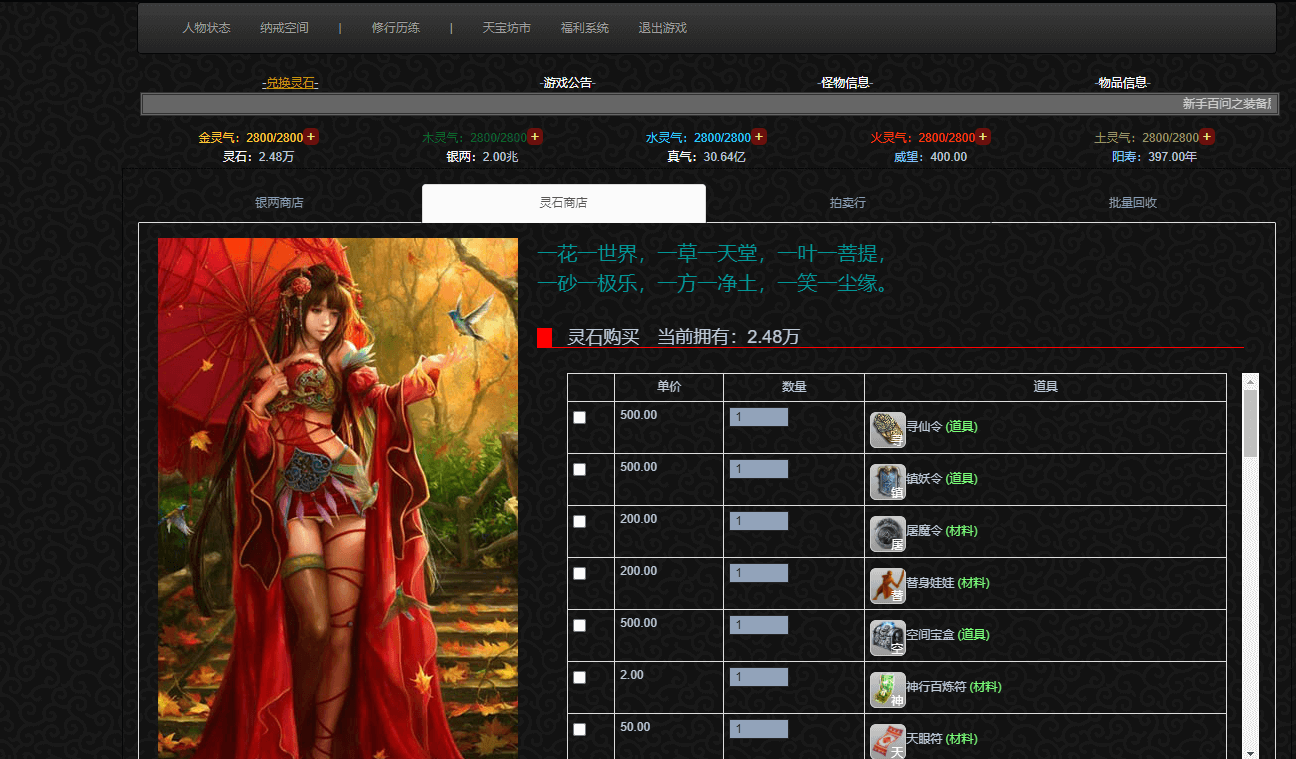 人物状态 纳戒空间 | 修行历练 | 天宝坊市 福利系统 退出游戏
-兑换灵石- -游戏公告- -怪物信息- -物品信息-
新手百问之装备
金灵气：2800/2800+ 木灵气：2800/2800+ 水灵气：2800/2800+ 火灵气：2800/2800+ 土灵气：2800/2800+
灵石：2.48万 银两：2.00兆 真气：30.64亿 威望：400.00 阳寿：397.00年
银两商店 灵石商店 拍卖行 批量回收
一花一世界，一草一天堂，一叶一菩提，
一砂一极乐，一方一净土，一笑一尘缘。
灵石购买 当前拥有：2.48万
单价 数量 道具
500.00 1 寻 寻仙令 (道具)
500.00 1 镇 镇妖令 (道具)
200.00 1 居 居魔令 (材料)
200.00 1 替 替身娃娃 (材料)
500.00 1 空 空间宝盒 (道具)
2.00 1 神 神行百炼符 (材料)
50.00 1 天 天眼符 (材料)